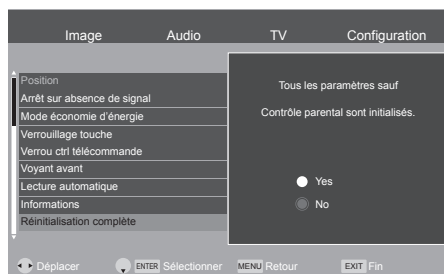 Image Audio TV Configuration
Position
Arrêt sur absence de signal
Mode économie d'énergie
Verrouillage touche
Verrou ctrl télécommande
Voyant avant
Lecture automatique
Informations
Réinitialisation complète
Tous les paramètres sauf
Contrôle parental sont initialisés.
Yes
No
Déplacer ENTER Sélectionner MENU Retour EXIT Fin